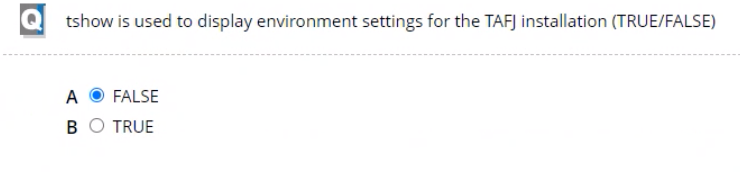 Q tshow is used to display environment settings for the TAFJ installation (TRUE/FALSE)
A FALSE
B TRUE